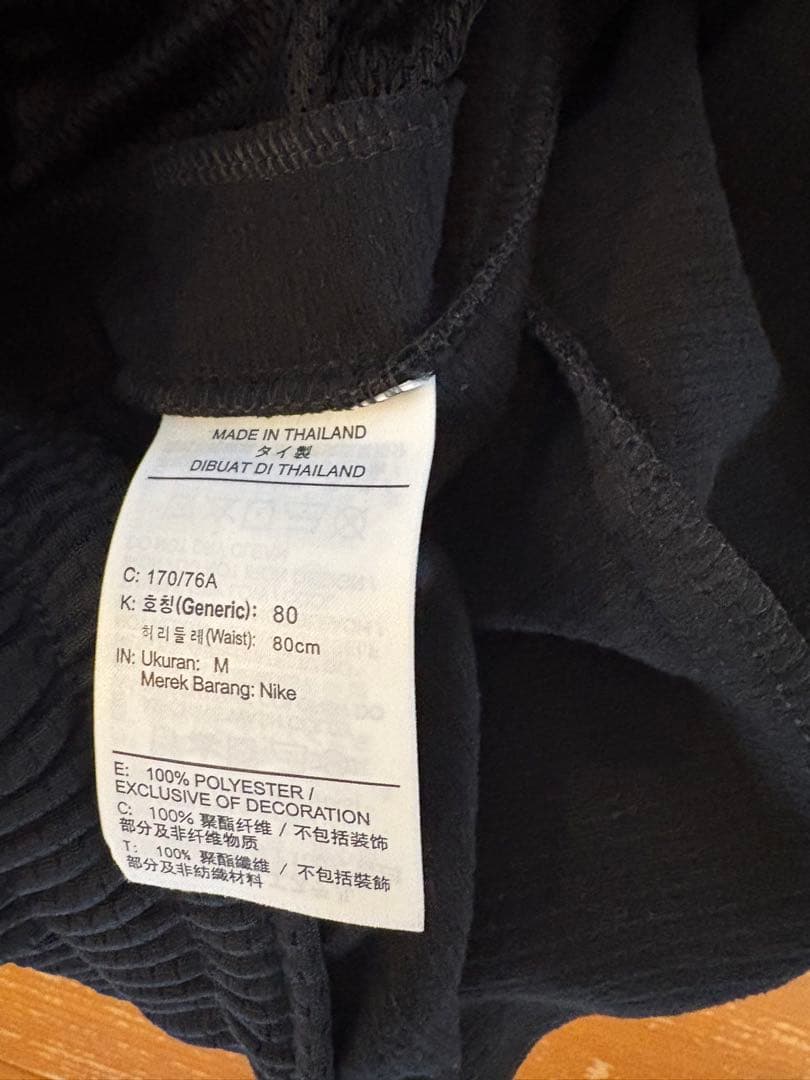 MADE IN THAILAND
タイ製
DIBUAT DI THAILAND
C: 170/76A
K: 호칭(Generic): 80
허리둘레(Waist): 80cm
IN: Ukuran: M
Merek Barang: Nike
E: 100% POLYESTER /
EXCLUSIVE OF DECORATION
C: 100% 聚酯纤维 / 不包括装饰
部分及非纤维物质
T: 100% 聚酯纖維 / 不包括裝飾
部分及非紡織材料